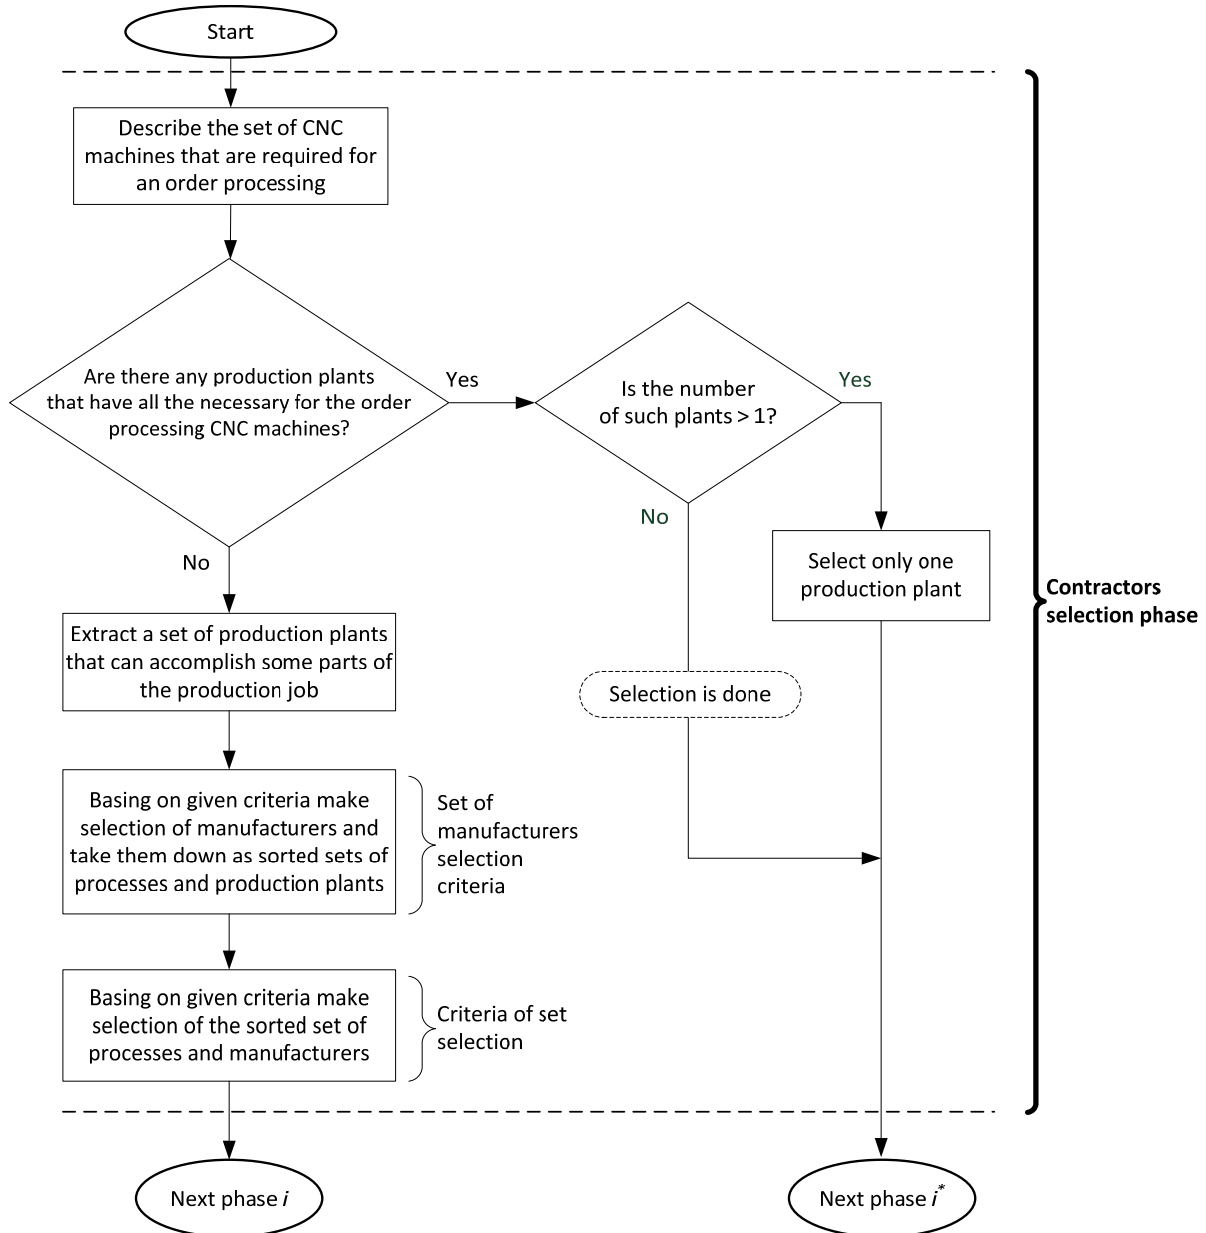 Start
Describe the set of CNC
machines that are required for
an order processing
Are there any production plants
that have all the necessary for the order
processing CNC machines?
Yes
Is the number
of such plants > 1?
Yes
No
No
Select only one
production plant
Contractors
selection phase
Extract a set of production plants
that can accomplish some parts of
the production job
Selection is done
Basing on given criteria make
selection of manufacturers and
take them down as sorted sets of
processes and production plants
Set of
manufacturers
selection
criteria
Basing on given criteria make
selection of the sorted set of
processes and manufacturers
Criteria of set
selection
Next phase i
Next phase i*